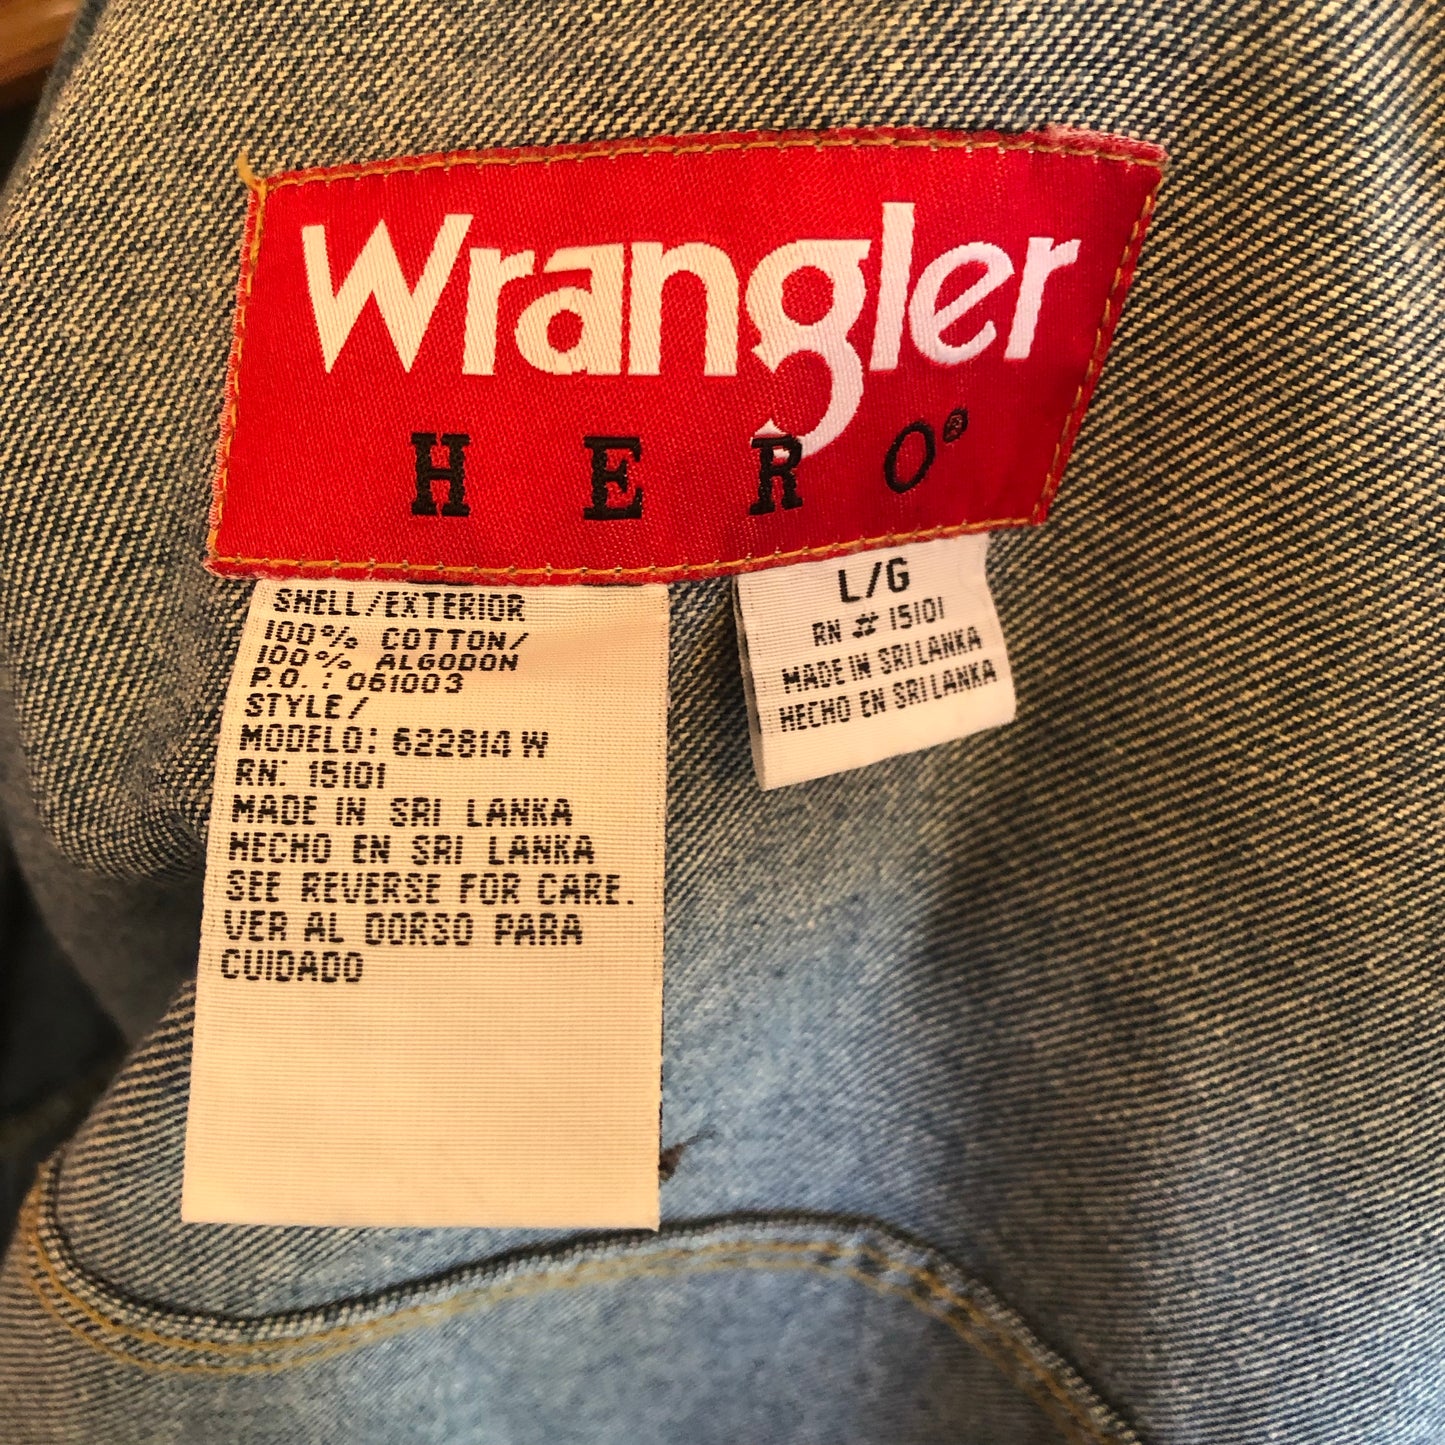 Wrangler
HERO®
SHELL/EXTERIOR
100% COTTON/
100% ALGODON
P.O.: 061003
STYLE/
MODELO: 622814 W
RN: 15101
MADE IN SRI LANKA
HECHO EN SRI LANKA
SEE REVERSE FOR CARE.
VER AL DORSO PARA
CUIDADO
L/G
RN # 15101
MADE IN SRI LANKA
HECHO EN SRI LANKA